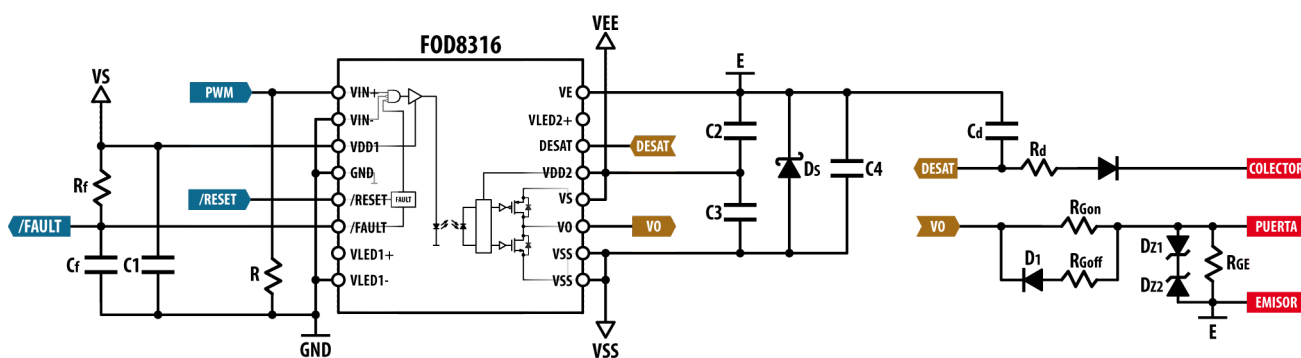 FOD8316
VS
PWM
/RESET
/FAULT
Rf
Cf
C1
R
GND
VIN+
VIN-
VDD1
GND
/RESET
/FAULT
VLED1+
VLED1-
FAULT
VE
VLED2+
DESAT
VDD2
VS
VO
VSS
VSS
VEE
DESAT
VO
VSS
E
C2
C3
Ds
C4
Cd
Rd
DESAT
COLECTOR
VO
RGon
D1
RGoff
DZ1
DZ2
RGE
PUERTA
EMISOR
E